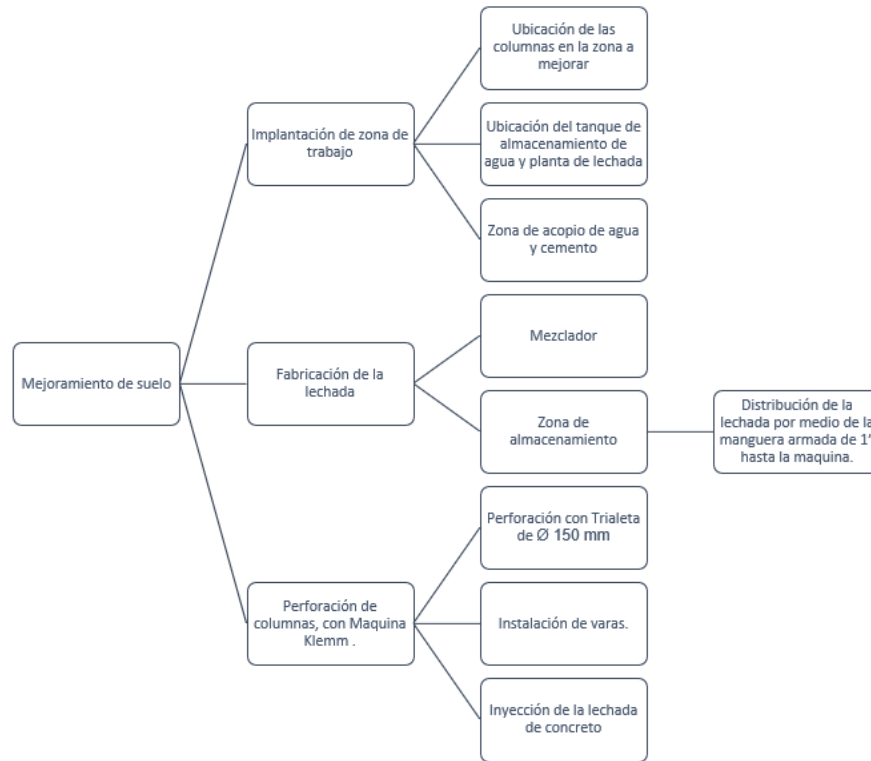 Ubicación de las
columnas en la zona a
mejorar
Implantación de zona de
trabajo
Ubicación del tanque de
almacenamiento de
agua y planta de lechada
Zona de acopio de agua
y cemento
Mejoramiento de suelo
Fabricación de la
lechada
Mezclador
Zona de
almacenamiento
Distribución de la
lechada por medio de la
manguera armada de 1"
hasta la maquina.
Perforación de
columnas, con Maquina
Klemm .
Perforación con Trialeta
de Ø 150 mm
Instalación de varas.
Inyección de la lechada
de concreto